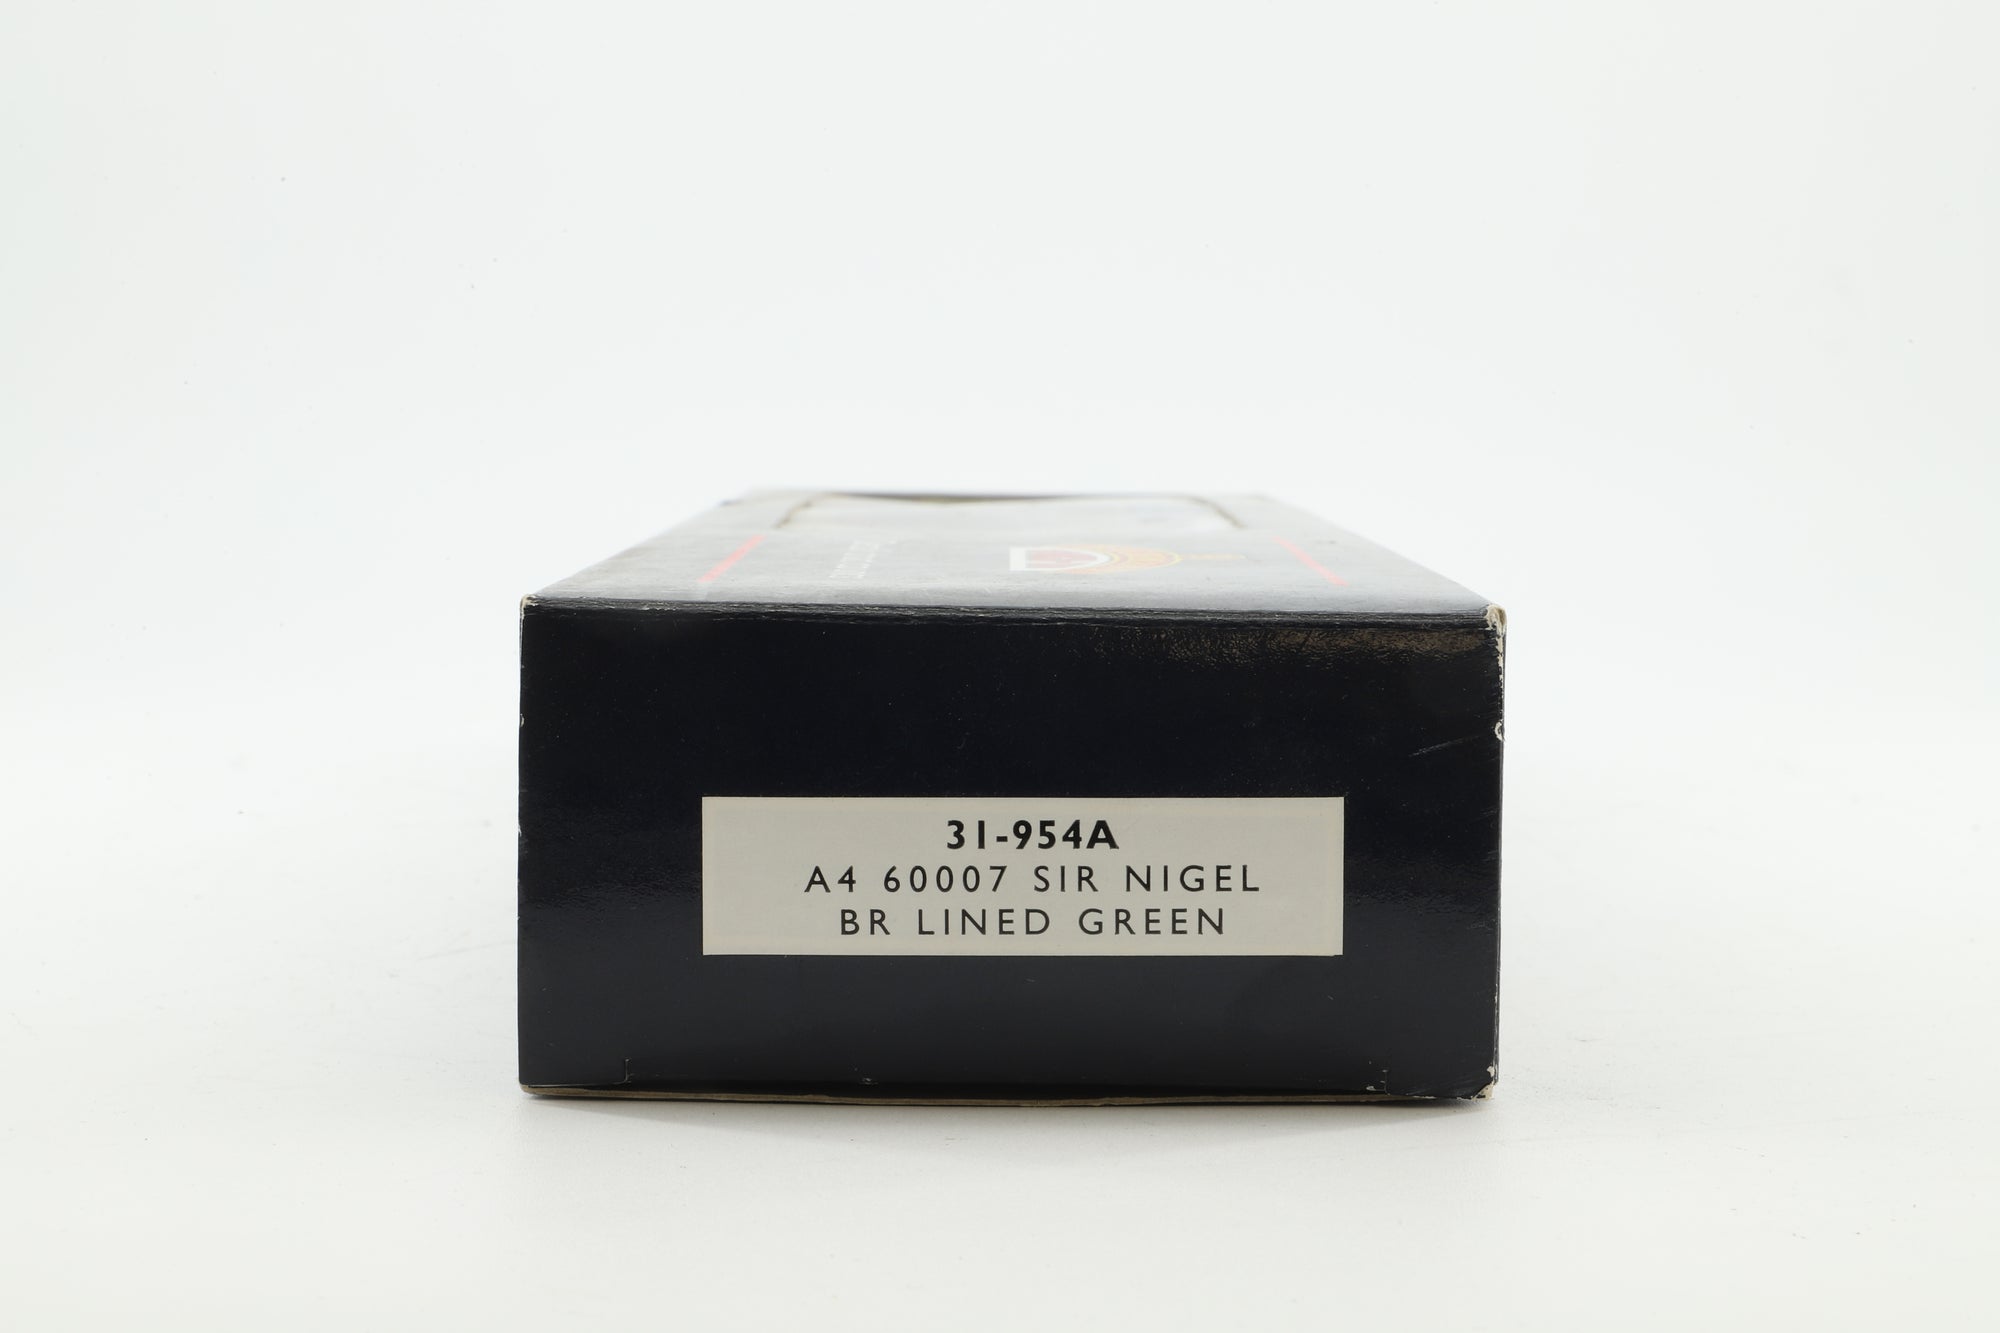 31-954A
A4 60007 SIR NIGEL
BR LINED GREEN